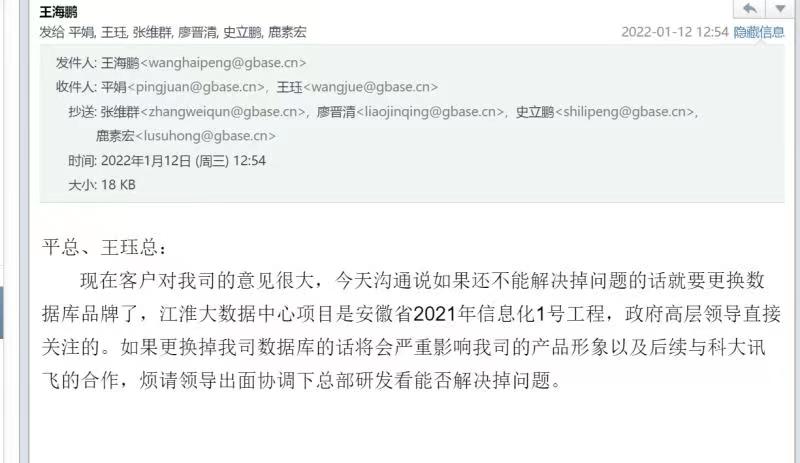 王海鹏
发给 平娟, 王珏, 张维群, 廖晋清, 史立鹏, 鹿素宏
2022-01-12 12:54 隐藏信息
发件人: 王海鹏<wanghaipeng@gbase.cn>
收件人: 平娟<pingjuan@gbase.cn>, 王珏<wangjue@gbase.cn>
抄送: 张维群<zhangweiqun@gbase.cn>, 廖晋清<liaojinqing@gbase.cn>, 史立鹏<shilipeng@gbase.cn>,
鹿素宏<lusuhong@gbase.cn>
时间: 2022年1月12日 (周三) 12:54
大小: 18 KB
平总、王珏总：
现在客户对我司的意见很大，今天沟通说如果还不能解决掉问题的话就要更换数
据库品牌了，江淮大数据中心项目是安徽省2021年信息化1号工程，政府高层领导直接
关注的。如果更换掉我司数据库的话将会严重影响我司的产品形象以及后续与科大讯
飞的合作，烦请领导出面协调下总部研发看能否解决掉问题。